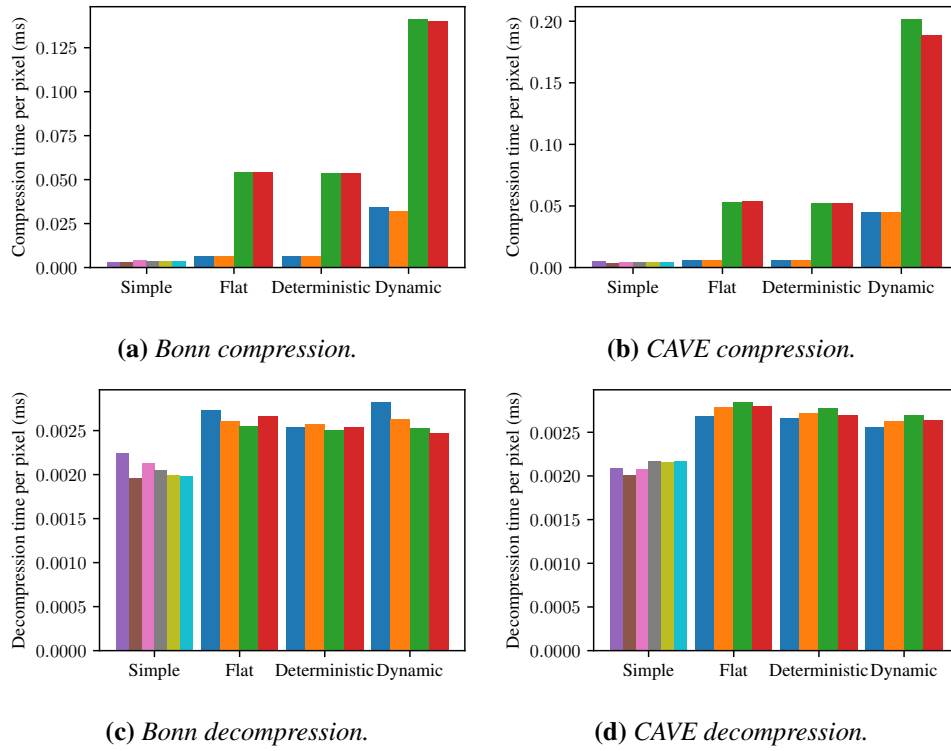 Compression time per pixel (ms)
0.125
0.100
0.075
0.050
0.025
0.000
Simple Flat Deterministic Dynamic
(a) Bonn compression.
Compression time per pixel (ms)
0.20
0.15
0.10
0.05
0.00
Simple Flat Deterministic Dynamic
(b) CAVE compression.
Decompression time per pixel (ms)
0.0025
0.0020
0.0015
0.0010
0.0005
0.0000
Simple Flat Deterministic Dynamic
(c) Bonn decompression.
Decompression time per pixel (ms)
0.0025
0.0020
0.0015
0.0010
0.0005
0.0000
Simple Flat Deterministic Dynamic
(d) CAVE decompression.